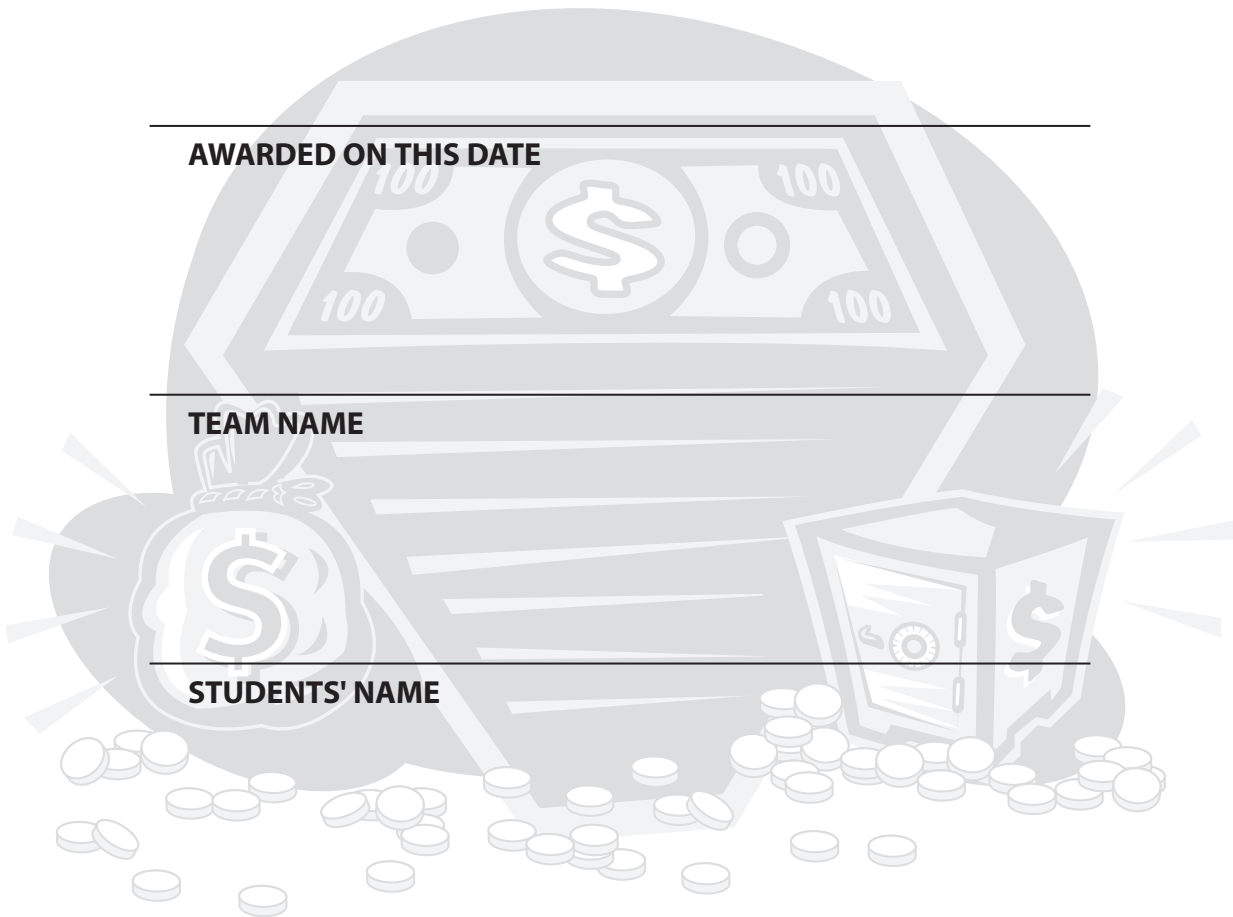 AWARDED ON THIS DATE
100 $ 100
100 100
TEAM NAME
$
$
STUDENTS' NAME